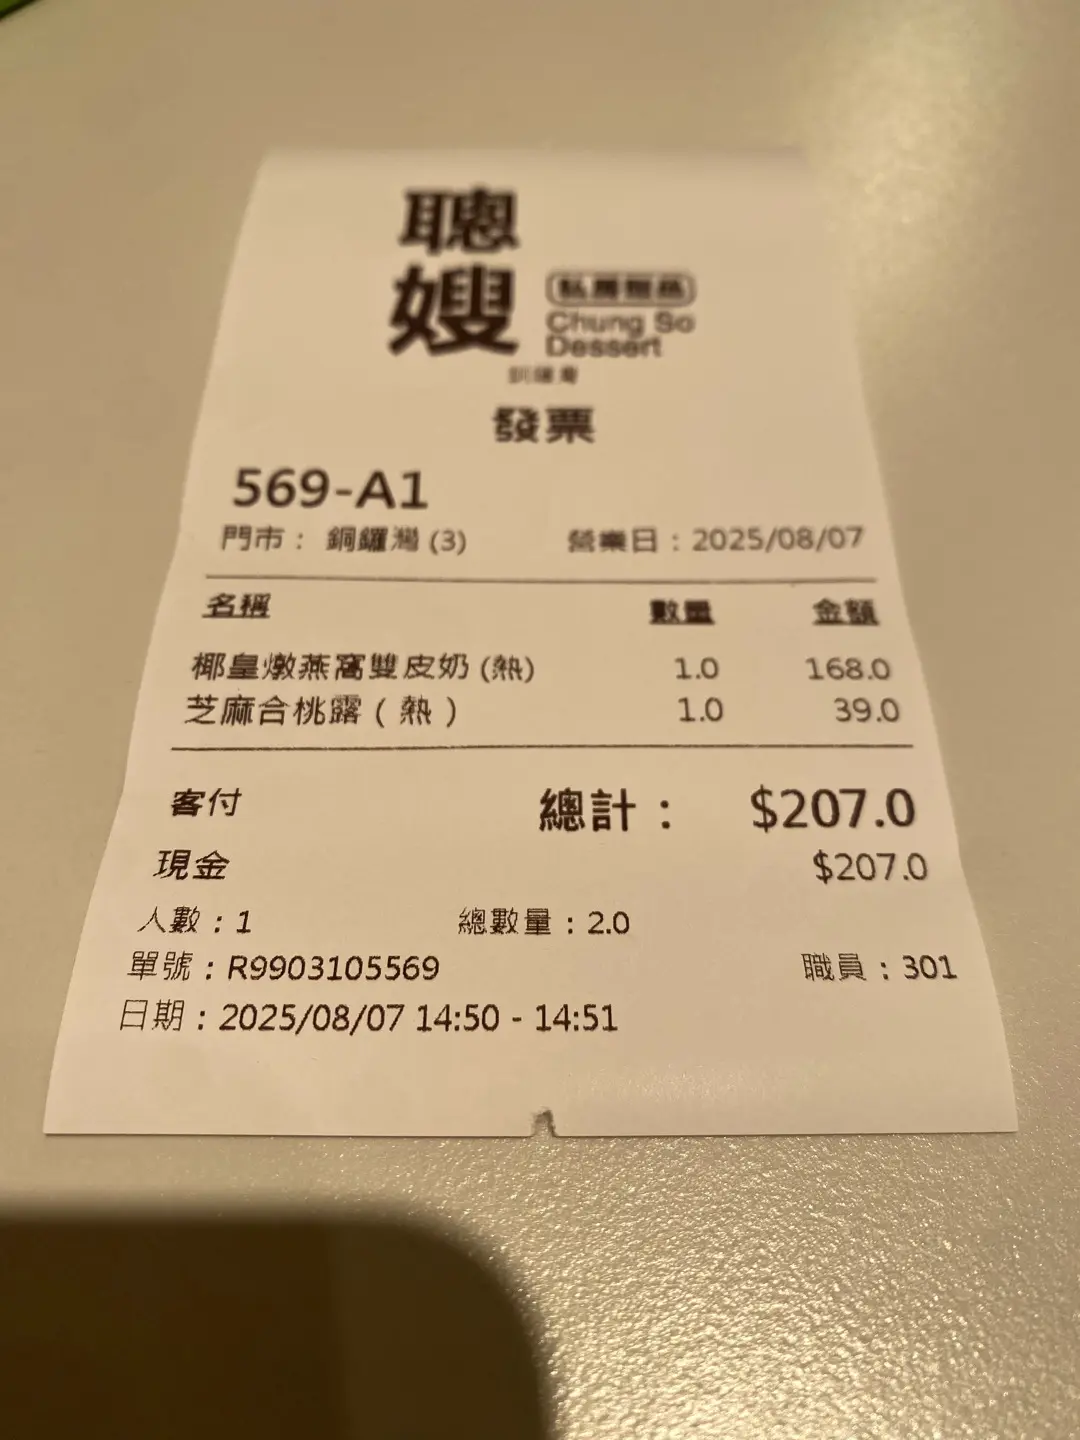 聰
嫂
私房甜品
Chung So
Dessert
銅鑼灣
發票
569-A1
門市： 銅鑼灣 (3) 營業日：2025/08/07
名稱 數量 金額
椰皇燉燕窩雙皮奶 (熱) 1.0 168.0
芝麻合桃露 ( 熱 ) 1.0 39.0
客付 總計： $207.0
現金 $207.0
人數：1 總數量：2.0
單號：R9903105569 職員：301
日期：2025/08/07 14:50 - 14:51